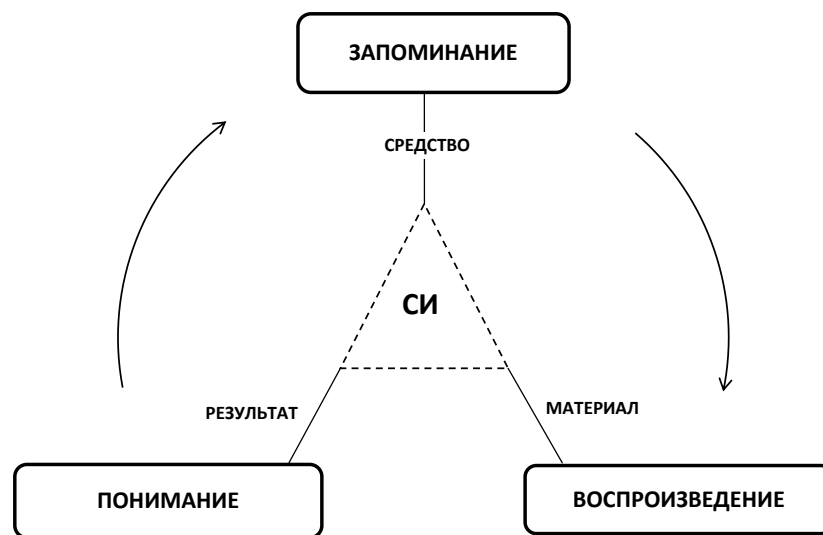 ЗАПОМИНАНИЕ
СРЕДСТВО
СИ
РЕЗУЛЬТАТ
МАТЕРИАЛ
ПОНИМАНИЕ
ВОСПРОИЗВЕДЕНИЕ